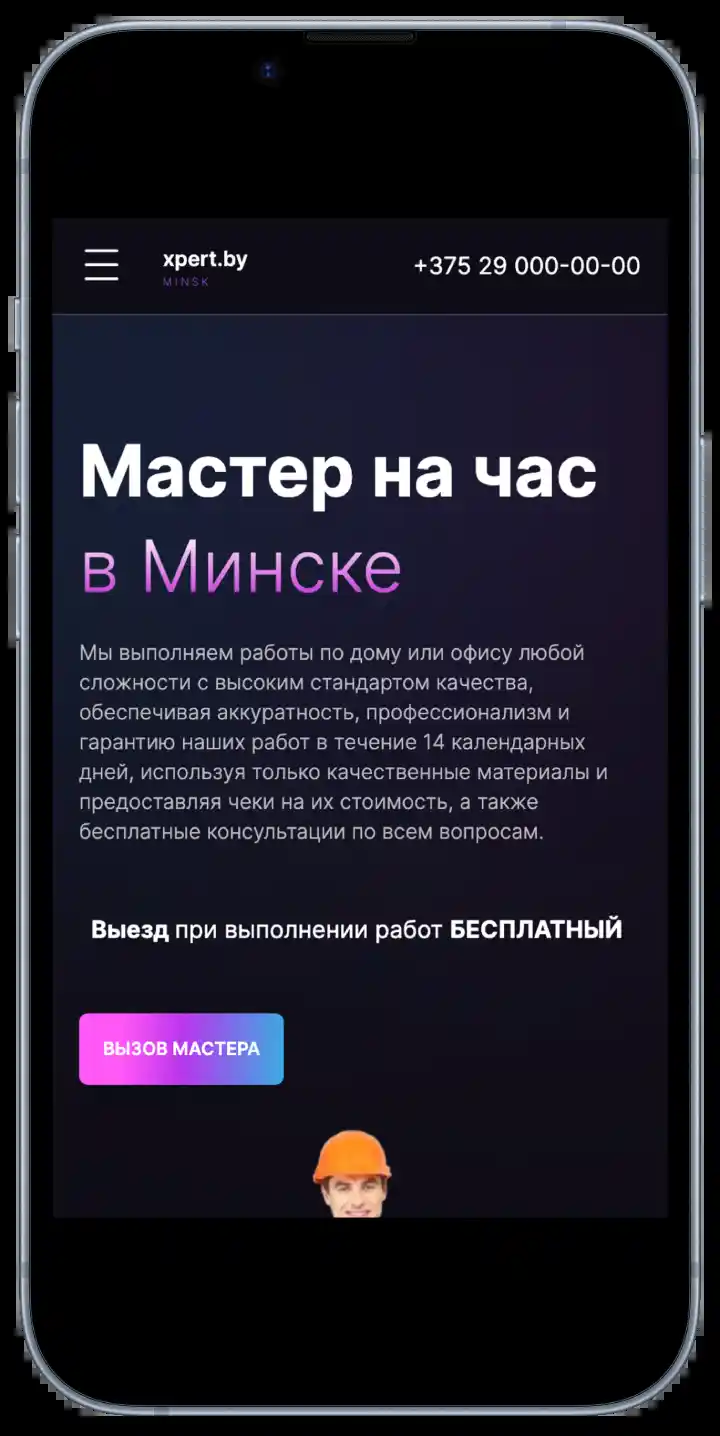 xpert.by
MINSK
+375 29 000-00-00
Мастер на час
в Минске
Мы выполняем работы по дому или офису любой
сложности с высоким стандартом качества,
обеспечивая аккуратность, профессионализм и
гарантию наших работ в течение 14 календарных
дней, используя только качественные материалы и
предоставляя чеки на их стоимость, а также
бесплатные консультации по всем вопросам.
Выезд при выполнении работ БЕСПЛАТНЫЙ
ВЫЗОВ МАСТЕРА